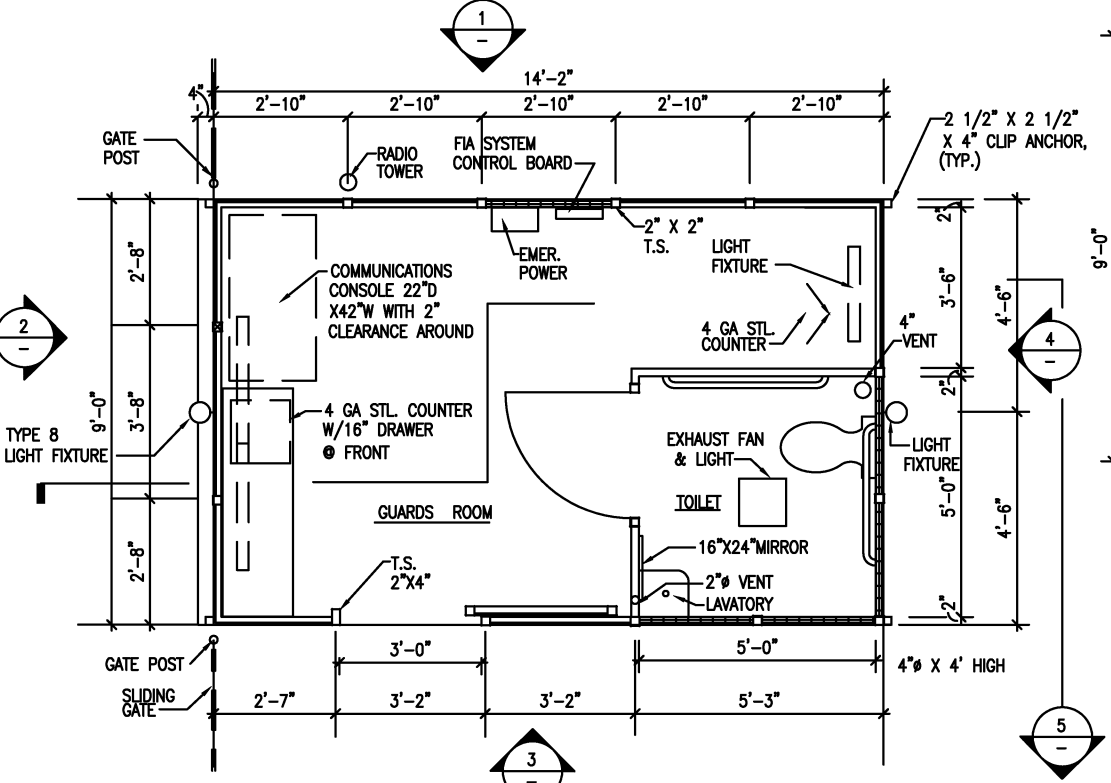 1
-
14'-2"
4"
2'-10"
2'-10"
2'-10"
2'-10"
2'-10"
GATE
POST
RADIO
TOWER
FIA SYSTEM
CONTROL BOARD
2 1/2" X 2 1/2"
X 4" CLIP ANCHOR,
(TYP.)
2'-8"
COMMUNICATIONS
CONSOLE 22"D
X42"W WITH 2"
CLEARANCE AROUND
EMER.
POWER
2" X 2"
T.S.
LIGHT
FIXTURE
2"
3'-6"
4'-6"
9'-0"
2
-
4 GA STL.
COUNTER
4"
VENT
4
-
9'-0"
3'-8"
TYPE 8
LIGHT FIXTURE
4 GA STL. COUNTER
W/16" DRAWER
@ FRONT
2"
EXHAUST FAN
& LIGHT
LIGHT
FIXTURE
TOILET
GUARDS ROOM
5'-0"
4'-6"
2'-8"
T.S.
2"X4"
16"X24"MIRROR
2"ø VENT
LAVATORY
2"
GATE POST
3'-0"
5'-0"
4"ø X 4' HIGH
SLIDING
GATE
2'-7"
3'-2"
3'-2"
5'-3"
5
-
3
-